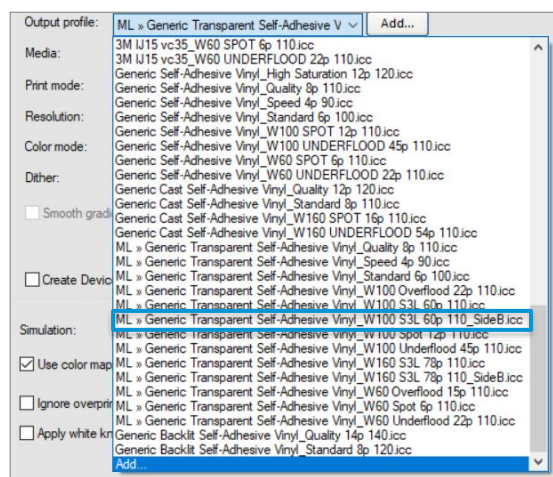 Output profile:
ML » Generic Transparent Self-Adhesive V
Add...
Media:
Print mode:
Resolution:
Color mode:
Dither:
Smooth gradi
Create Devic
Simulation:
Use color map
Ignore overprin
Apply white kn
3M IJ15 vc35_W60 SPOT 6p 110.icc
3M IJ15 vc35_W60 UNDERFLOOD 22p 110.icc
Generic Self-Adhesive Vinyl_High Saturation 12p 120.icc
Generic Self-Adhesive Vinyl_Quality 8p 110.icc
Generic Self-Adhesive Vinyl_Speed 4p 90.icc
Generic Self-Adhesive Vinyl_Standard 6p 100.icc
Generic Self-Adhesive Vinyl_W100 SPOT 12p 110.icc
Generic Self-Adhesive Vinyl_W100 UNDERFLOOD 45p 110.icc
Generic Self-Adhesive Vinyl_W60 SPOT 6p 110.icc
Generic Self-Adhesive Vinyl_W60 UNDERFLOOD 22p 110.icc
Generic Cast Self-Adhesive Vinyl_Quality 12p 120.icc
Generic Cast Self-Adhesive Vinyl_Standard 8p 110.icc
Generic Cast Self-Adhesive Vinyl_W160 SPOT 16p 110.icc
Generic Cast Self-Adhesive Vinyl_W160 UNDERFLOOD 54p 110.icc
ML » Generic Transparent Self-Adhesive Vinyl_Quality 8p 110.icc
ML » Generic Transparent Self-Adhesive Vinyl_Speed 4p 90.icc
ML » Generic Transparent Self-Adhesive Vinyl_Standard 6p 100.icc
ML » Generic Transparent Self-Adhesive Vinyl_W100 Overflood 22p 110.icc
ML » Generic Transparent Self-Adhesive Vinyl_W100 S3L 60p 110.icc
ML » Generic Transparent Self-Adhesive Vinyl_W100 S3L 60p 110_SideB.icc
ML » Generic Transparent Self-Adhesive Vinyl_W100 Spot 12p 110.icc
ML » Generic Transparent Self-Adhesive Vinyl_W100 Underflood 45p 110.icc
ML » Generic Transparent Self-Adhesive Vinyl_W160 S3L 78p 110.icc
ML » Generic Transparent Self-Adhesive Vinyl_W160 S3L 78p 110_SideB.icc
ML » Generic Transparent Self-Adhesive Vinyl_W60 Overflood 15p 110.icc
ML » Generic Transparent Self-Adhesive Vinyl_W60 Spot 6p 110.icc
ML » Generic Transparent Self-Adhesive Vinyl_W60 Underflood 22p 110.icc
Generic Backlit Self-Adhesive Vinyl_Quality 14p 140.icc
Generic Backlit Self-Adhesive Vinyl_Standard 8p 120.icc
Add...